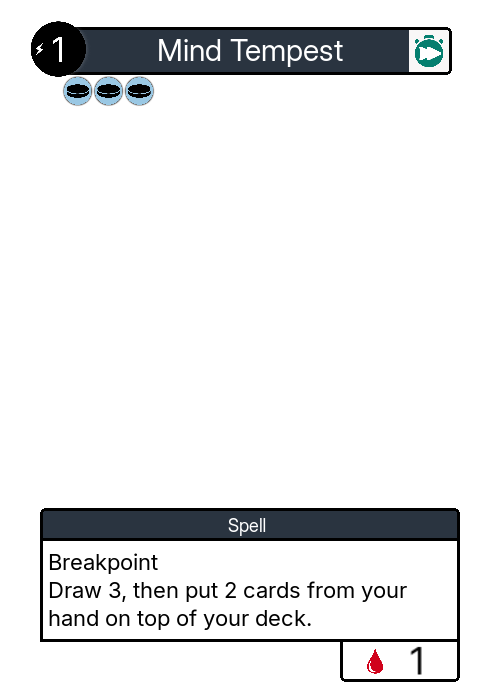 1
Mind Tempest
Spell
Breakpoint
Draw 3, then put 2 cards from your
hand on top of your deck.
1